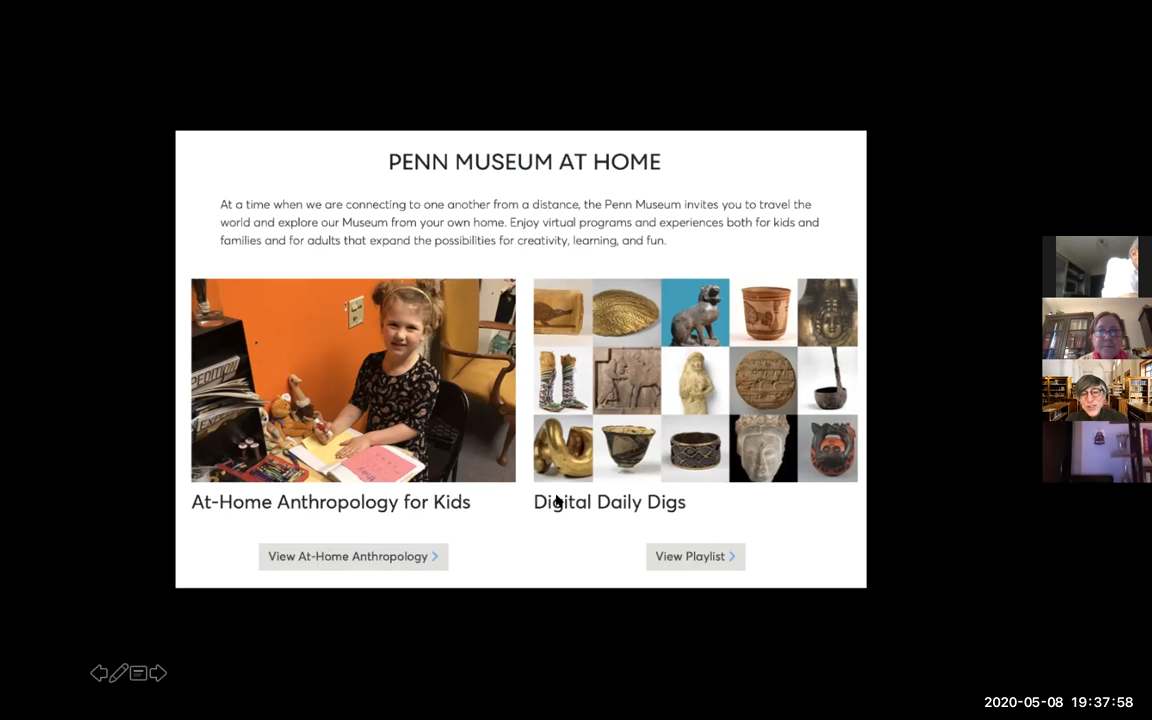 PENN MUSEUM AT HOME
At a time when we are connecting to one another from a distance, the Penn Museum invites you to travel the
world and explore our Museum from your own home. Enjoy virtual programs and experiences both for kids and
families and for adults that expand the possibilities for creativity, learning, and fun.
At-Home Anthropology for Kids
Digital Daily Digs
View At-Home Anthropology
View Playlist
2020-05-08 19:37:58